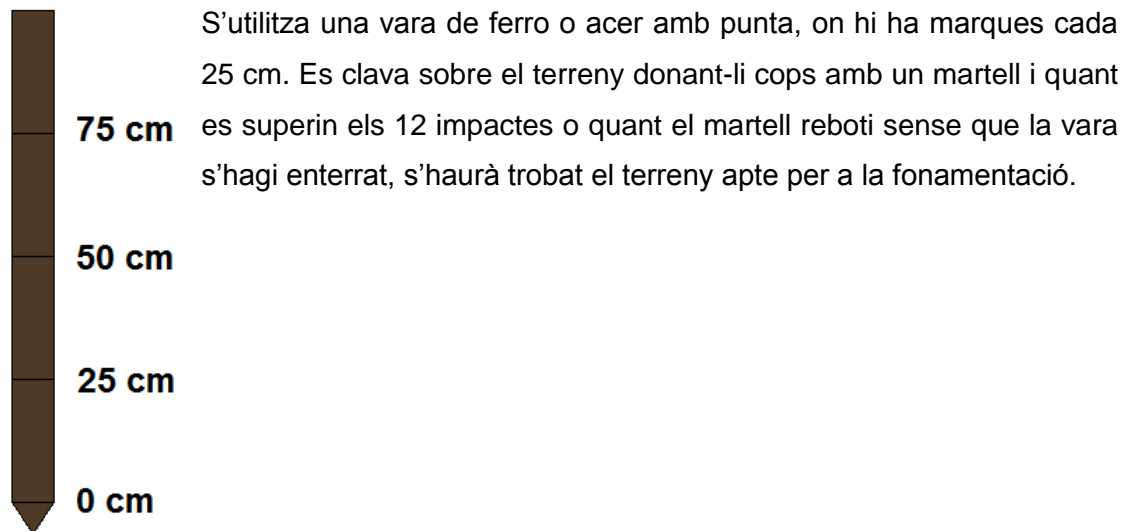 S’utilitza una vara de ferro o acer amb punta, on hi ha marques cada
25 cm. Es clava sobre el terreny donant-li cops amb un martell i quant
es superin els 12 impactes o quant el martell reboti sense que la vara
s’hagi enterrat, s’haurà trobat el terreny apte per a la fonamentació.
75 cm
50 cm
25 cm
0 cm